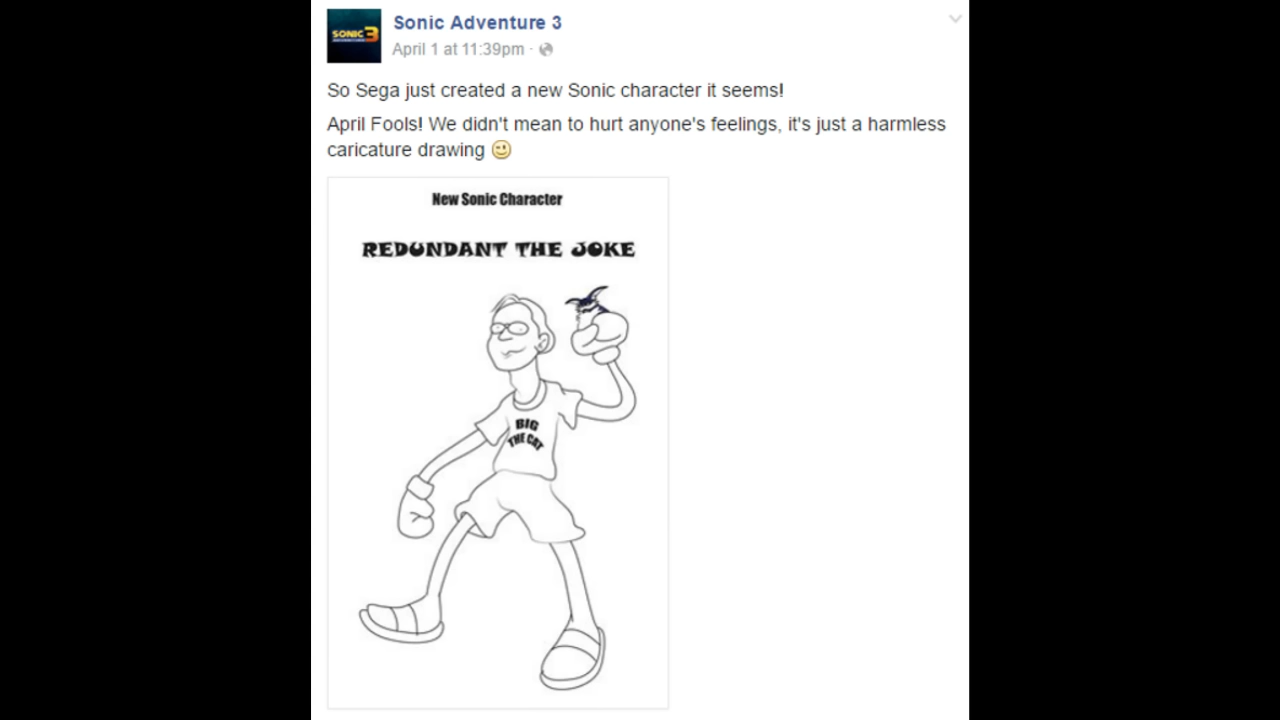 SONIC3
Sonic Adventure 3
April 1 at 11:39pm ·
So Sega just created a new Sonic character it seems!
April Fools! We didn't mean to hurt anyone's feelings, it's just a harmless
caricature drawing 😉
New Sonic Character
REDUNDANT THE JOKE
BIG
THE CAT